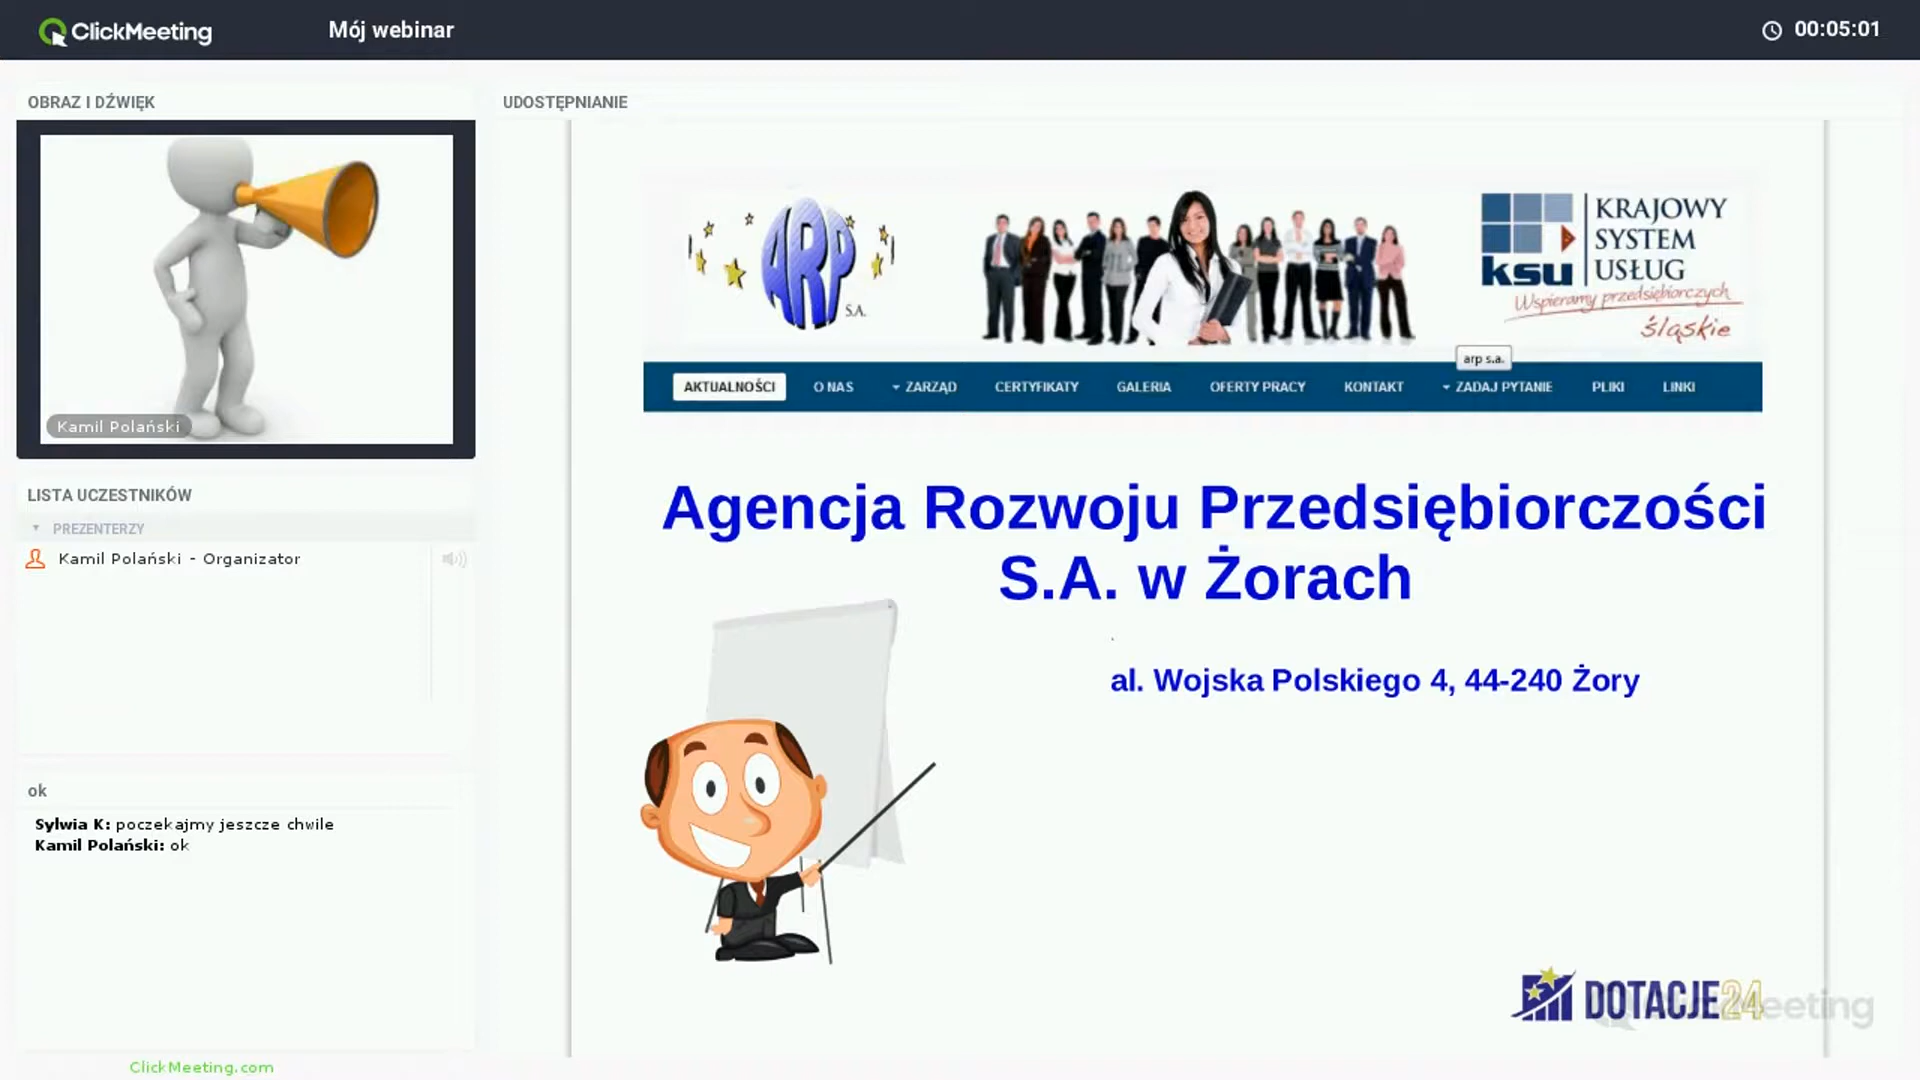 ClickMeeting
Mój webinar
00:05:01
OBRAZ I DŹWIĘK
UDOSTĘPNIANIE
Kamil Polański
ARP
S.A.
ksu
KRAJOWY
SYSTEM
USŁUG
Wspieramy przedsiębiorczych
śląskie
arp s.a.
AKTUALNOŚCI O NAS ZARZĄD CERTYFIKATY GALERIA OFERTY PRACY KONTAKT ZADAJ PYTANIE PLIKI LINKI
LISTA UCZESTNIKÓW
PREZENTERZY
Kamil Polański - Organizator
Agencja Rozwoju Przedsiębiorczości
S.A. w Żorach
al. Wojska Polskiego 4, 44-240 Żory
ok
Sylwia K: poczekajmy jeszcze chwile
Kamil Polański: ok
DOTACJE24
ClickMeeting.com